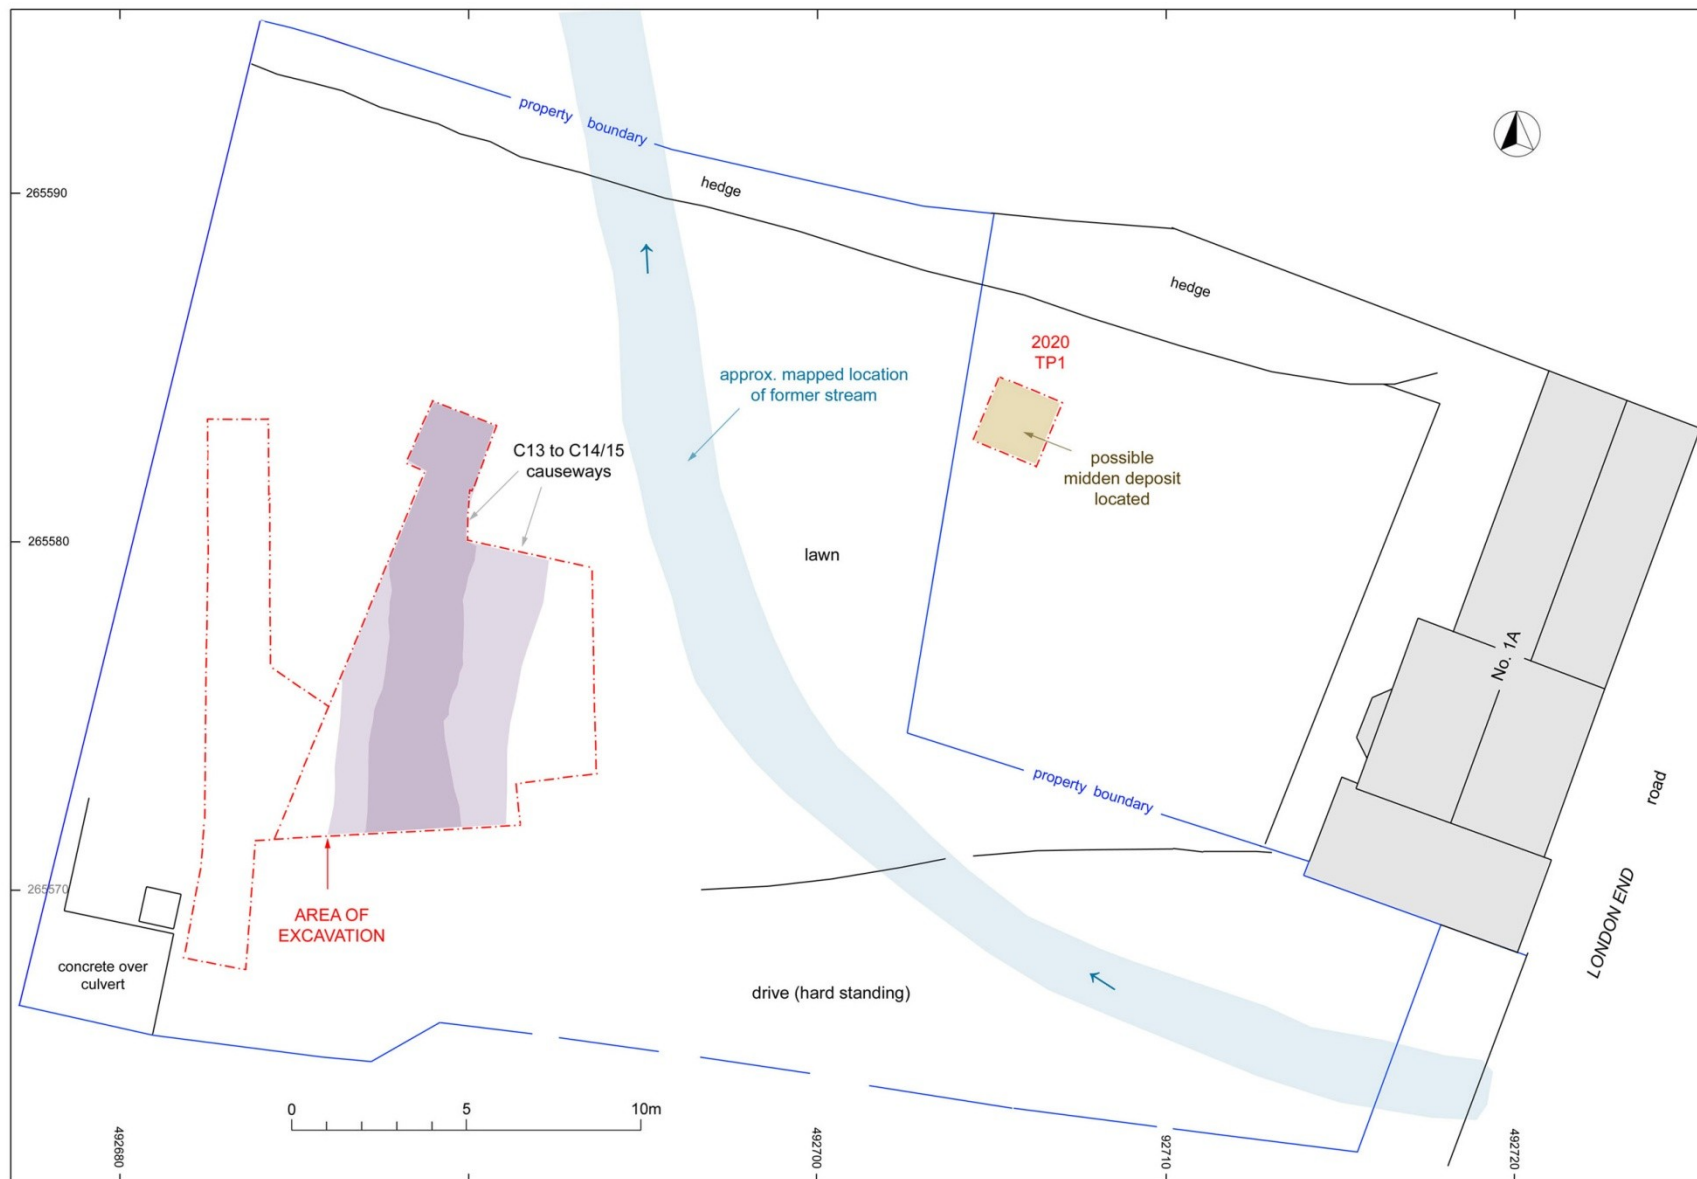 property boundary
hedge
265590
hedge
2020
TP1
approx. mapped location
of former stream
C13 to C14/15
causeways
possible
midden deposit
located
265580
lawn
No. 1A
property boundary
road
LONDON END
265570
AREA OF
EXCAVATION
concrete over
culvert
drive (hard standing)
0 5 10m
492680
492700
92710
492720